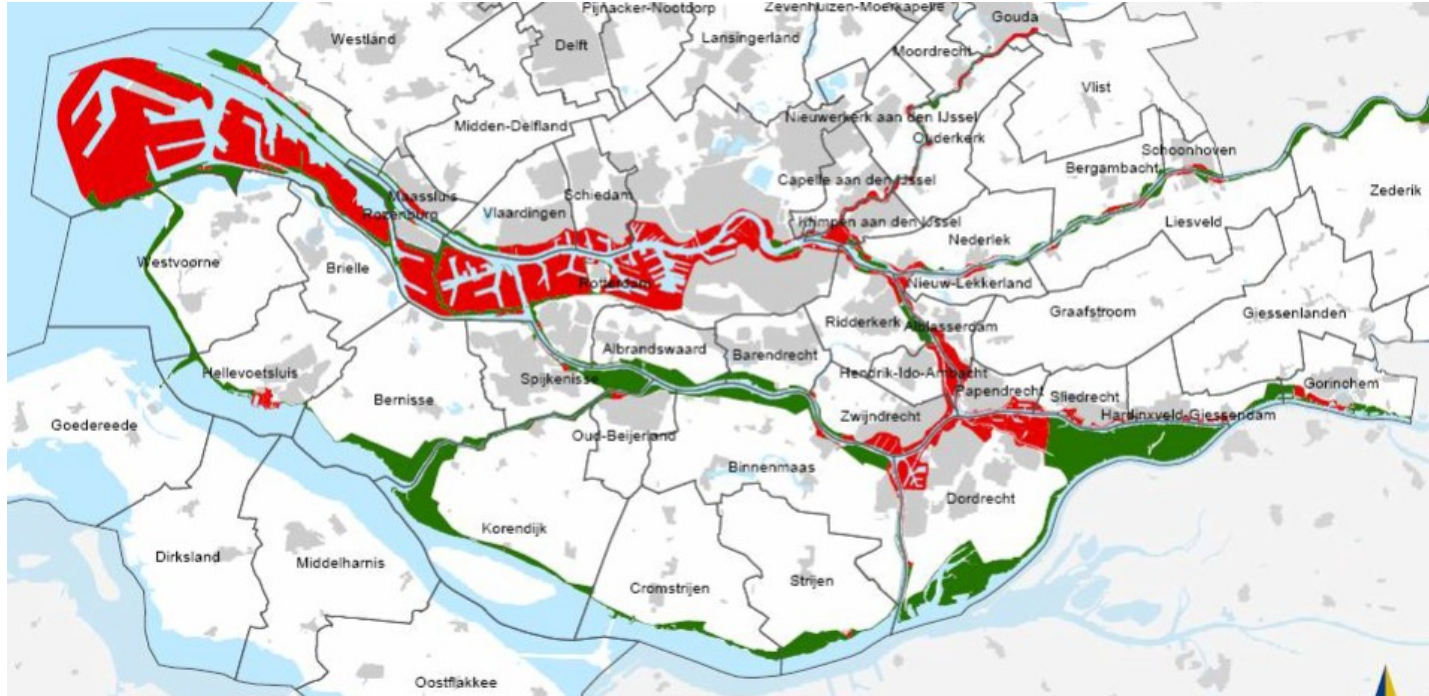 Pijnacker-Nootdorp
Zevenhuizen-Moerkapelle
Gouda
Westland
Delft
Lansingerland
Moordrecht
Vlist
Midden-Delfland
Nieuwerkerk aan den IJssel
Ouderkerk
Schoonhoven
Bergambacht
Zederik
Maassluis
Schiedam
Capelle aan den IJssel
Rozenburg
Vlaardingen
Krimpen aan den IJssel
Liesveld
Nederlek
Westvoorne
Brielle
Rotterdam
Nieuw-Lekkerland
Graafstroom
Giessenlanden
Ridderkerk
Alblasserdam
Albrandswaard
Barendrecht
Hellevoetsluis
Spijkenisse
Hendrik-Ido-Ambacht
Papendrecht
Sliedrecht
Gorinchem
Bernisse
Zwijndrecht
Hardinxveld-Giessendam
Goedereede
Oud-Beijerland
Binnenmaas
Dordrecht
Korendijk
Dirksland
Middelharnis
Cromstrijen
Strijen
Oostflakkee